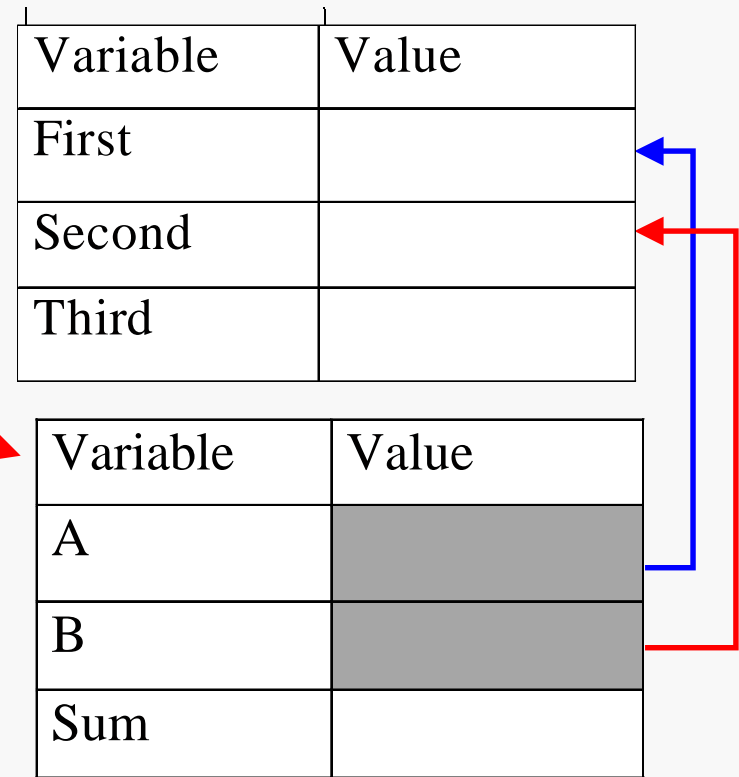 Variable Value
First
Second
Third
Variable Value
A
B
Sum